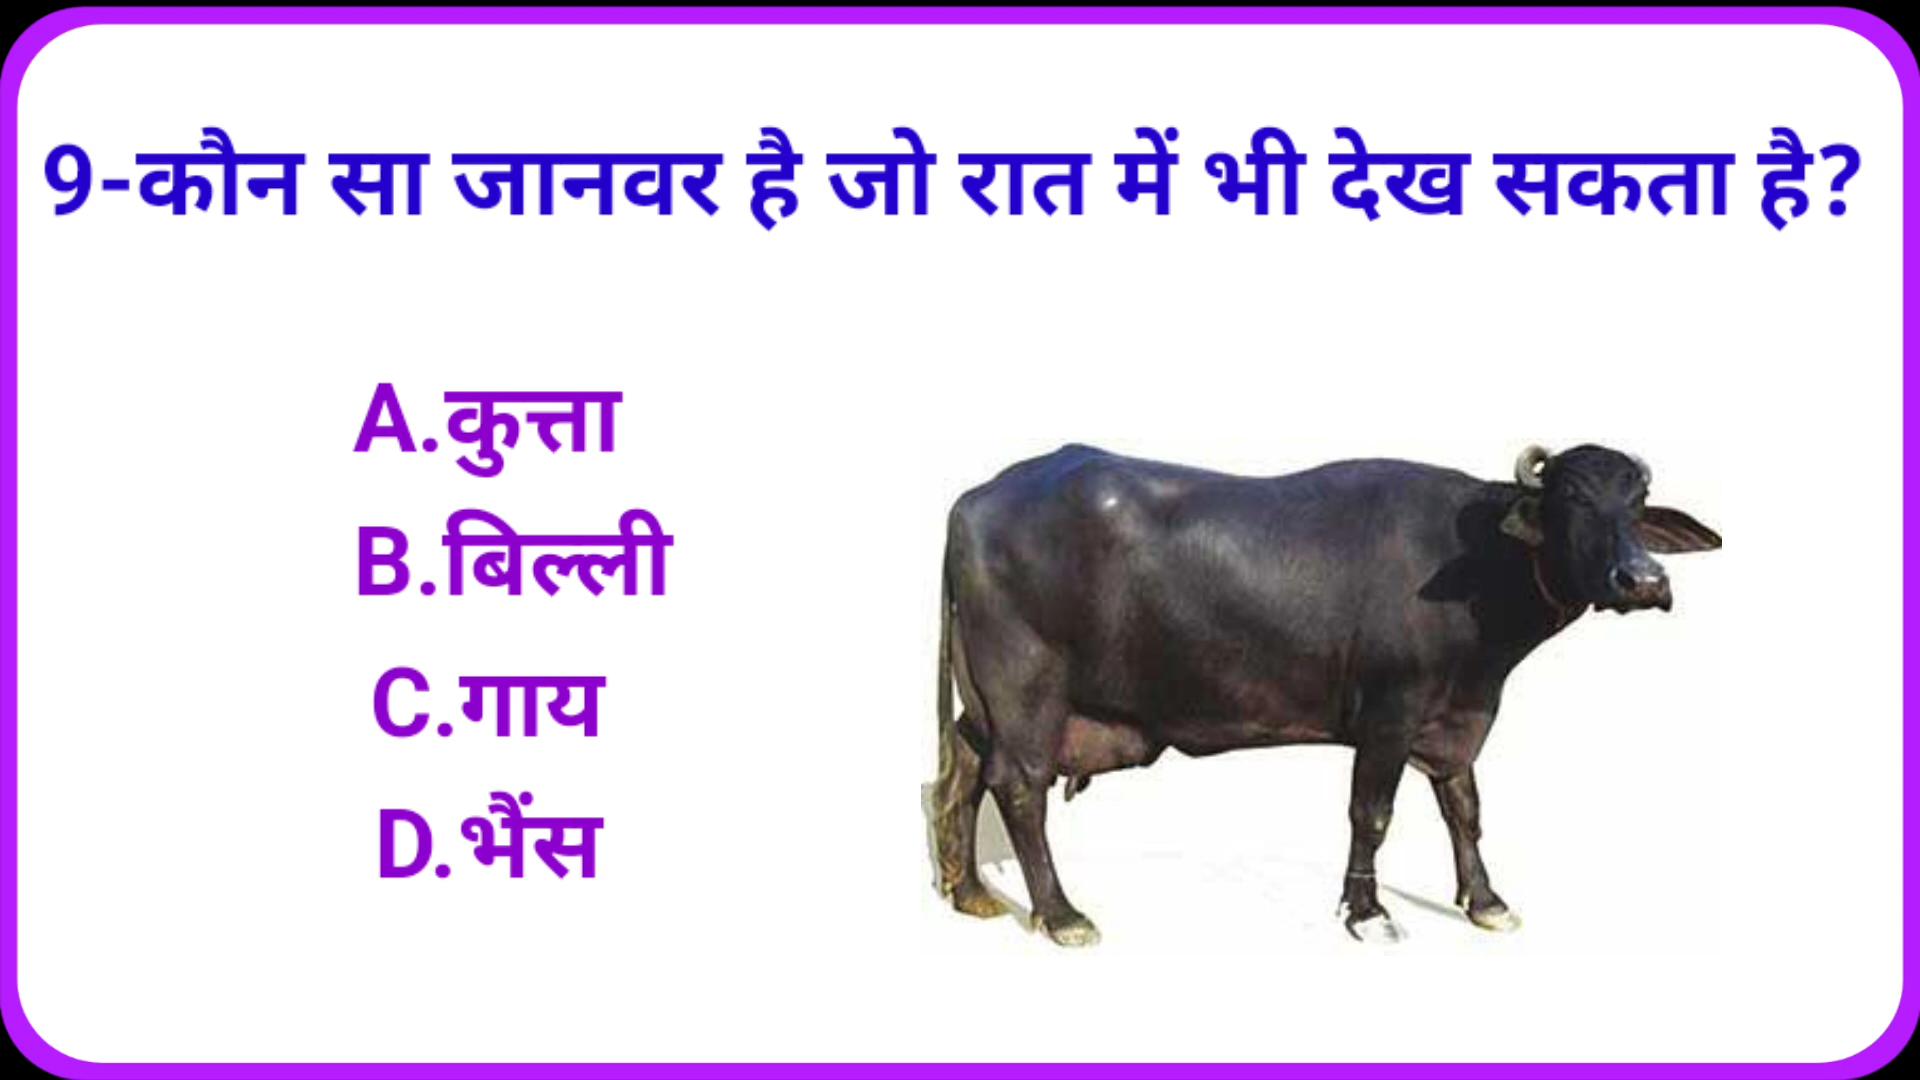 9-कौन सा जानवर है जो रात में भी देख सकता है?
A.कुत्ता
B.बिल्ली
C.गाय
D.भैंस